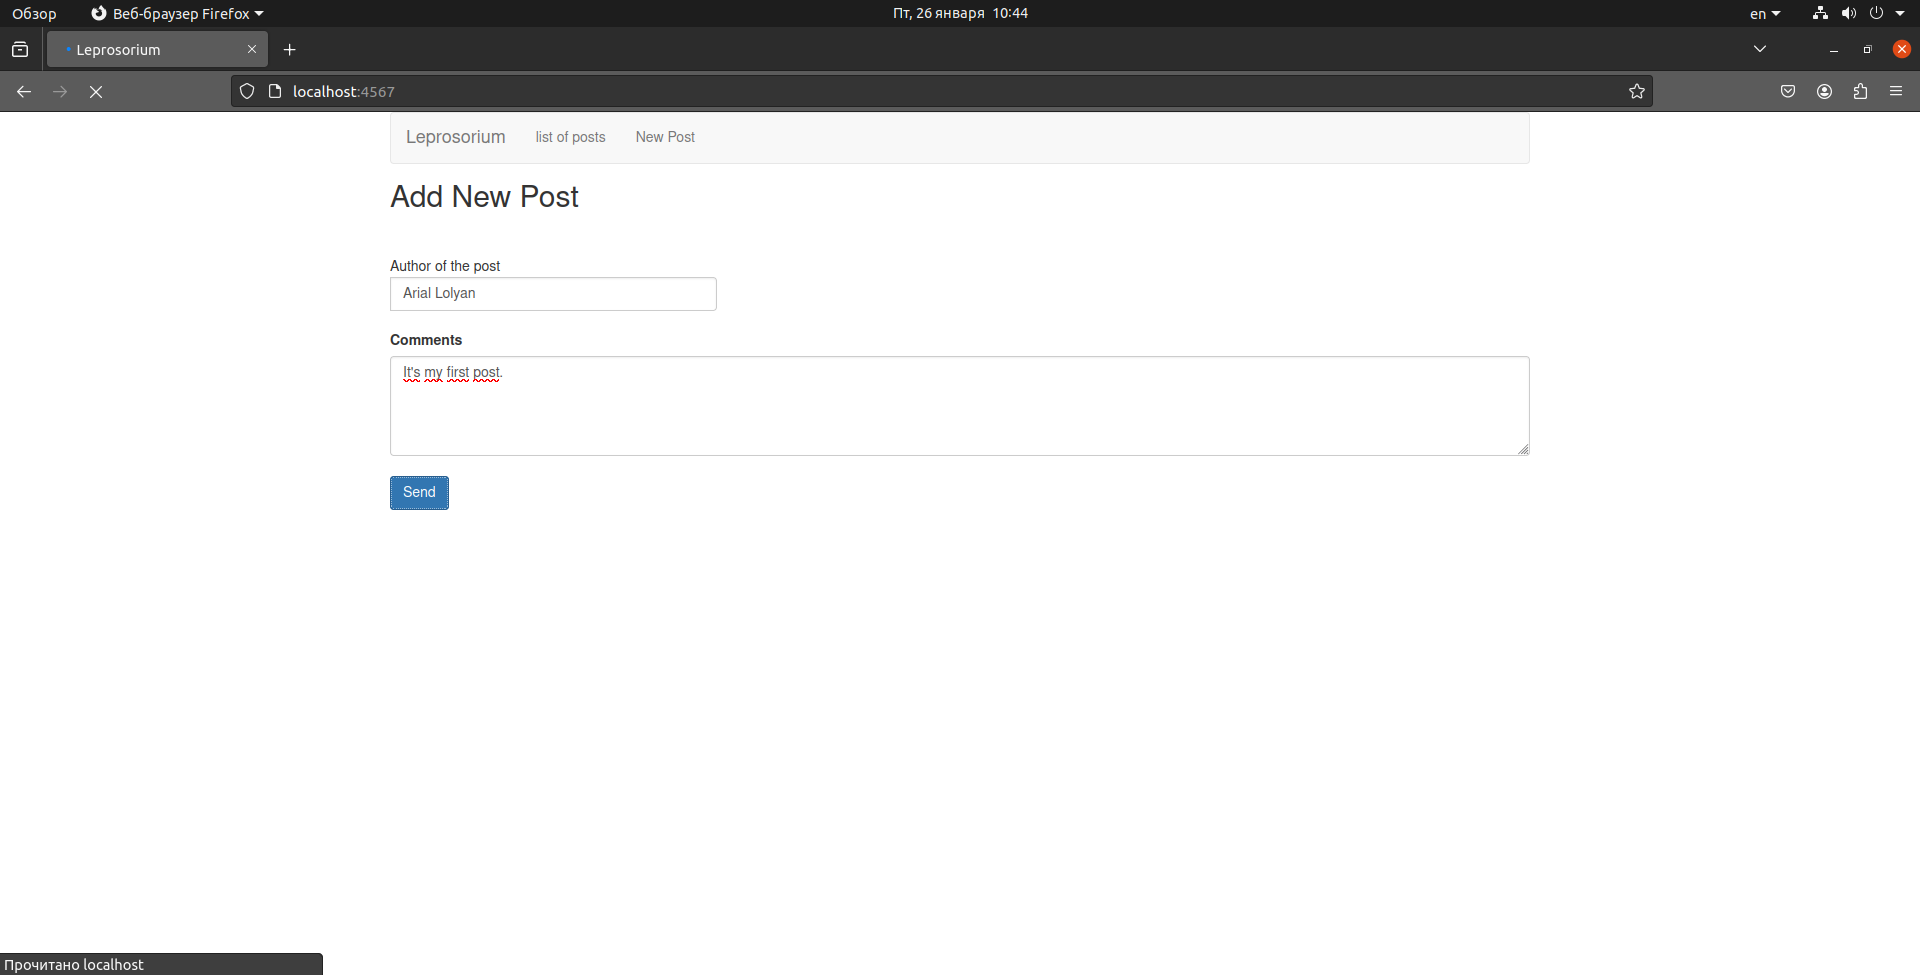 Обзор Веб-браузер Firefox Пт, 26 января 10:44 en
Leprosorium
localhost:4567
Leprosorium list of posts New Post
Add New Post
Author of the post
Arial Lolyan
Comments
It's my first post.
Send
Прочитано localhost